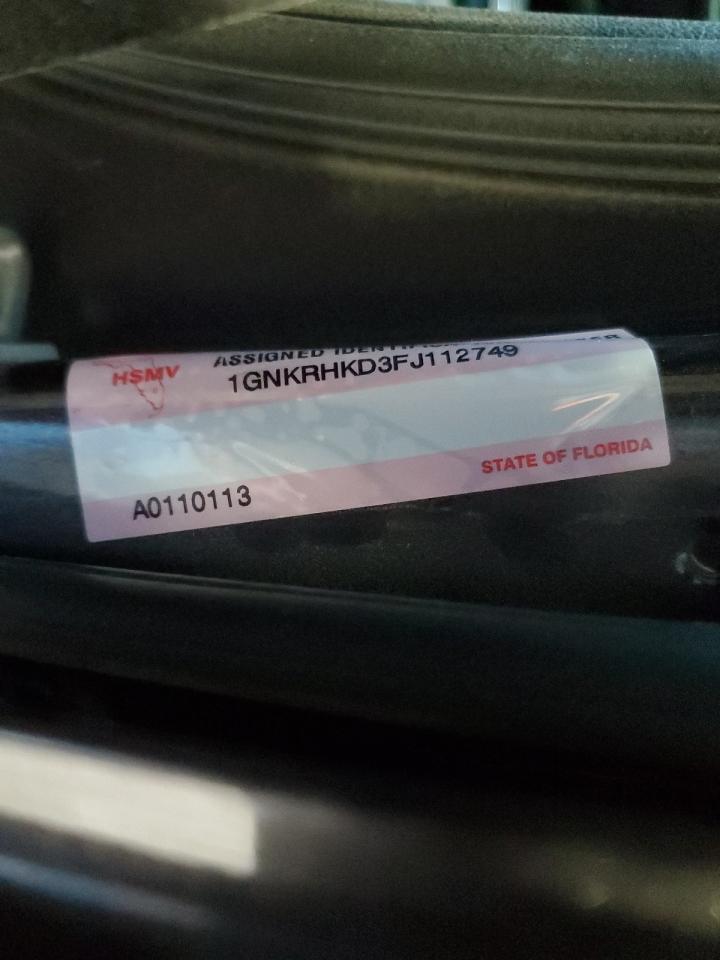 HSMV
ASSIGNED
1GNKRHKD3FJ112749
STATE OF FLORIDA
A0110113